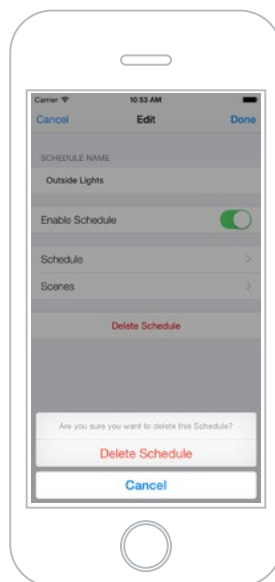 Carrier 10:53 AM
Cancel Edit Done
SCHEDULE NAME
Outside Lights
Enable Schedule
Schedule
Scenes
Delete Schedule
Are you sure you want to delete this Schedule?
Delete Schedule
Cancel